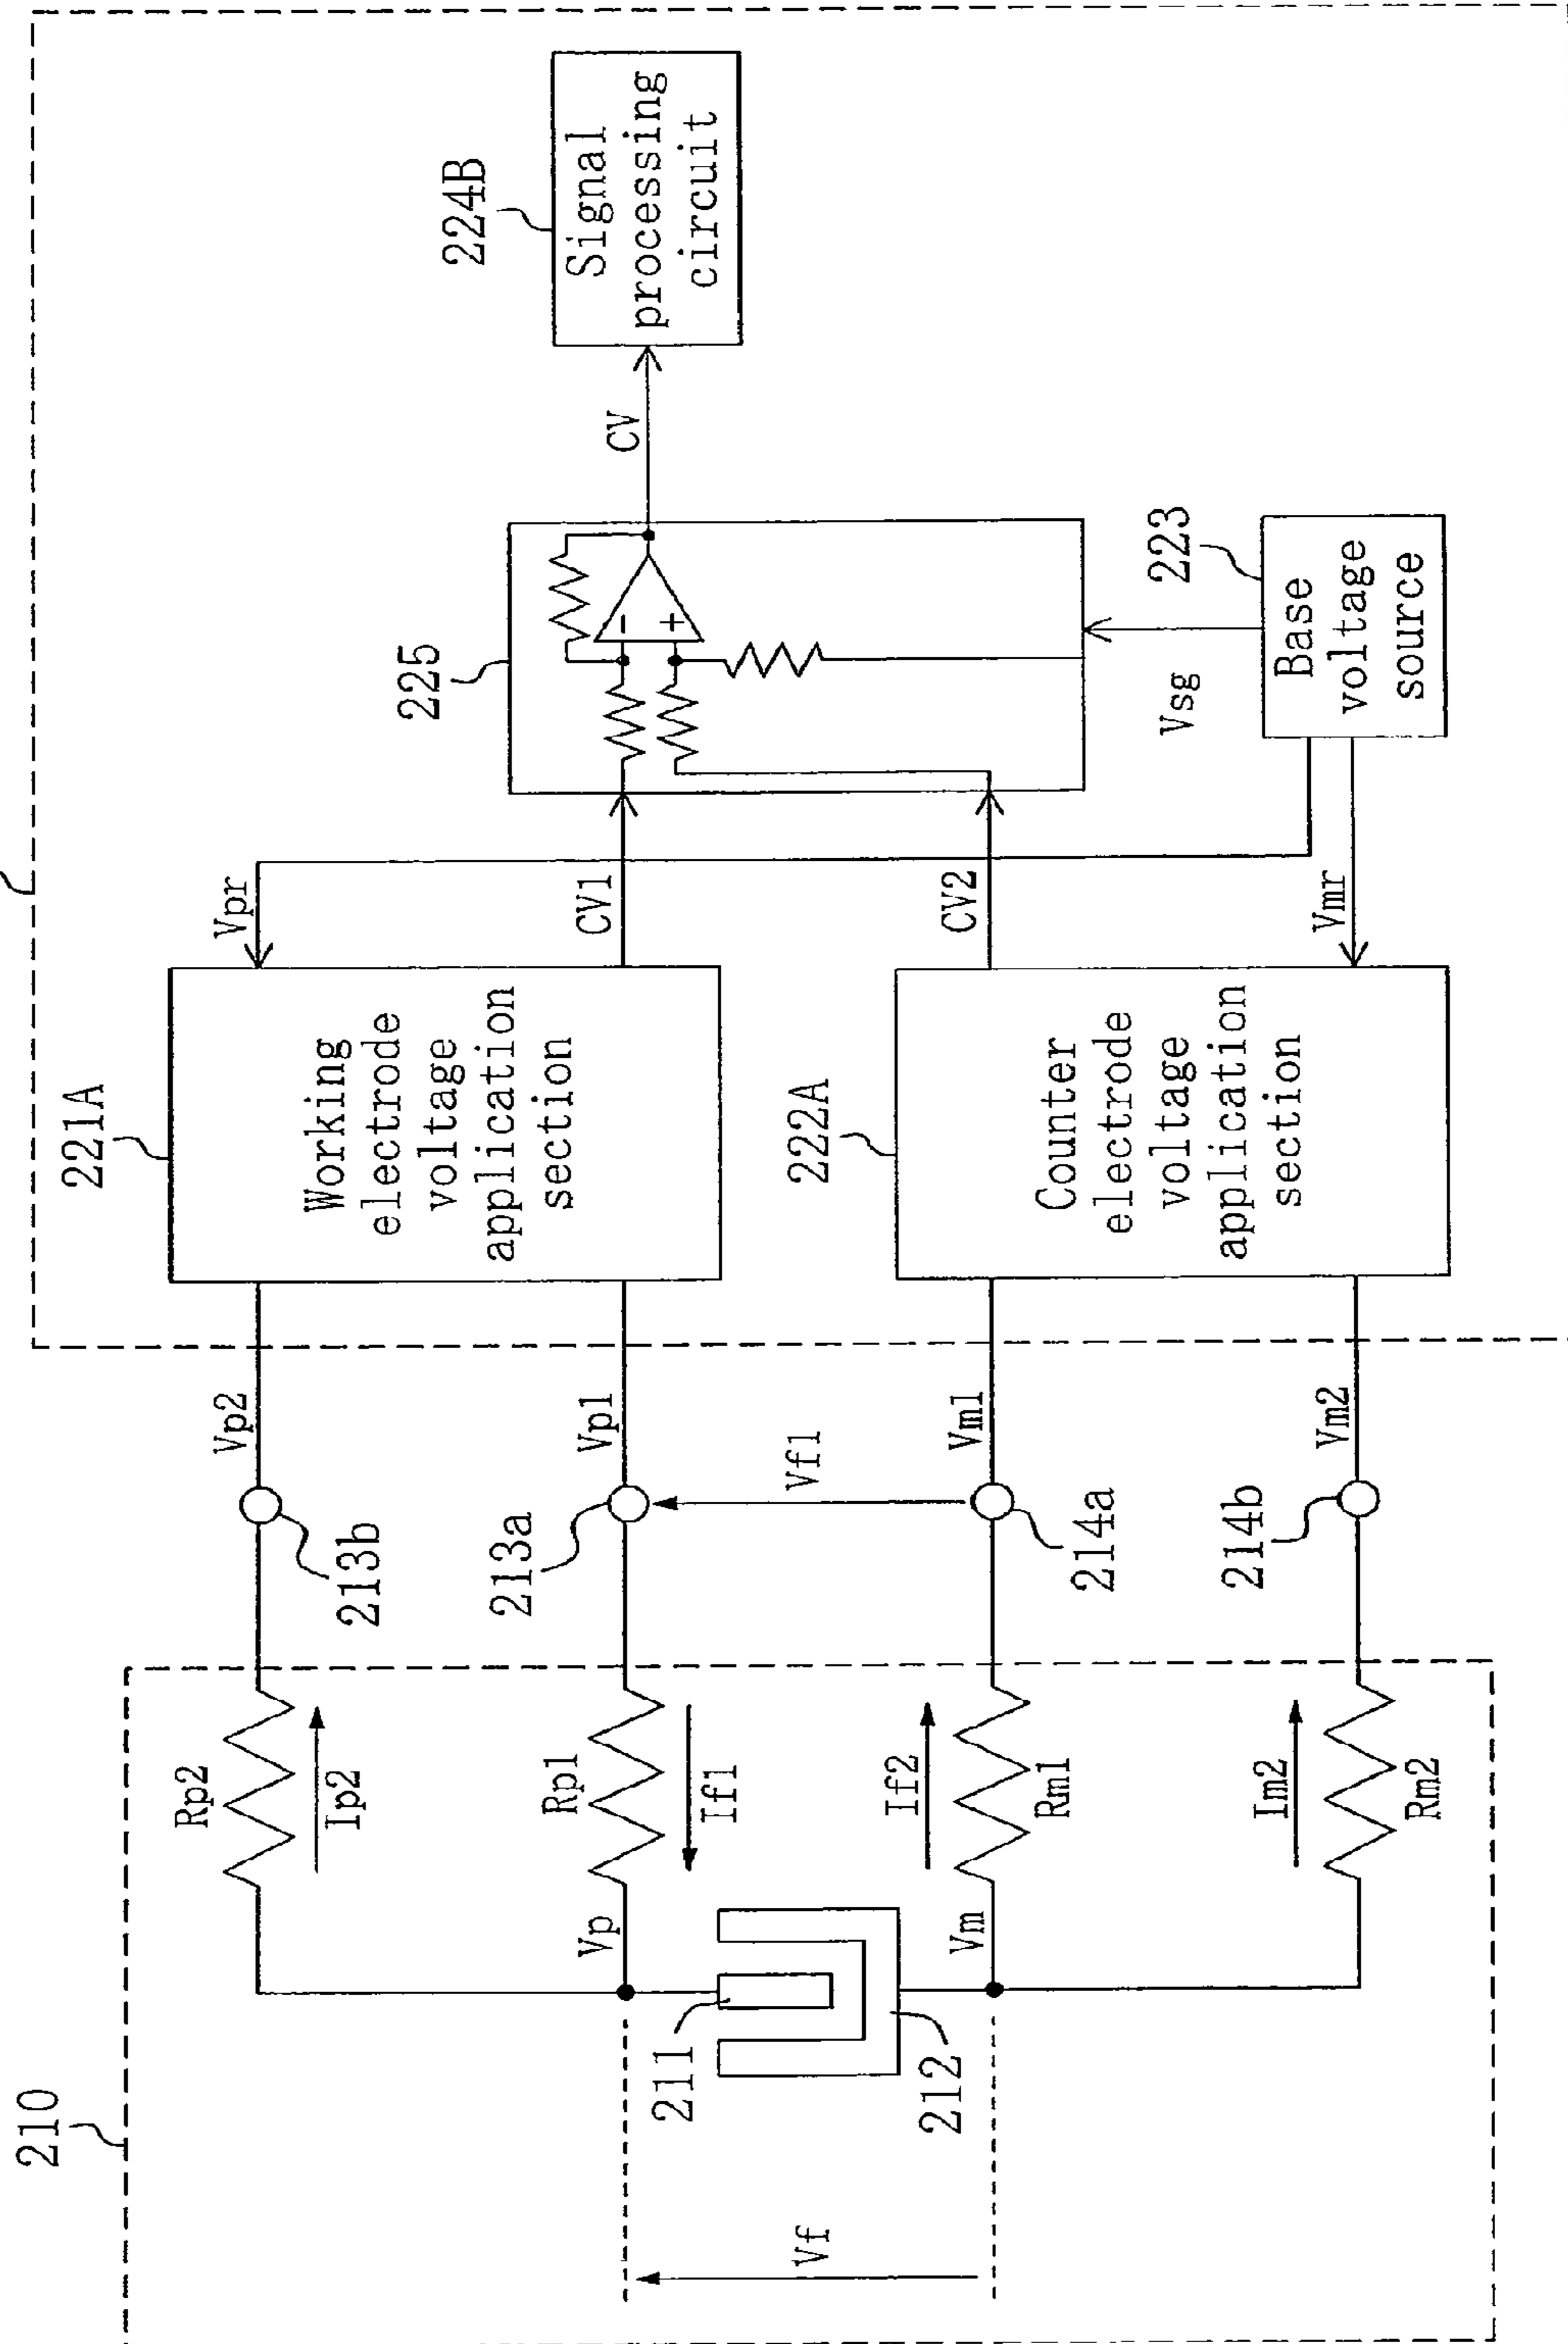 210
Vf
211
212
Vp
Vm
Rp2
Ip2
Rp1
If1
If2
Rm1
Im2
Rm2
213b
213a
214a
214b
Vf1
Vp2
Vp1
Vm1
Vm2
221A
Working
electrode
voltage
application
section
222A
Counter
electrode
voltage
application
section
Vpr
CV1
CV2
Vmr
225
−
+
Vsg
223
Base
voltage
source
CV
224B
Signal
processing
circuit